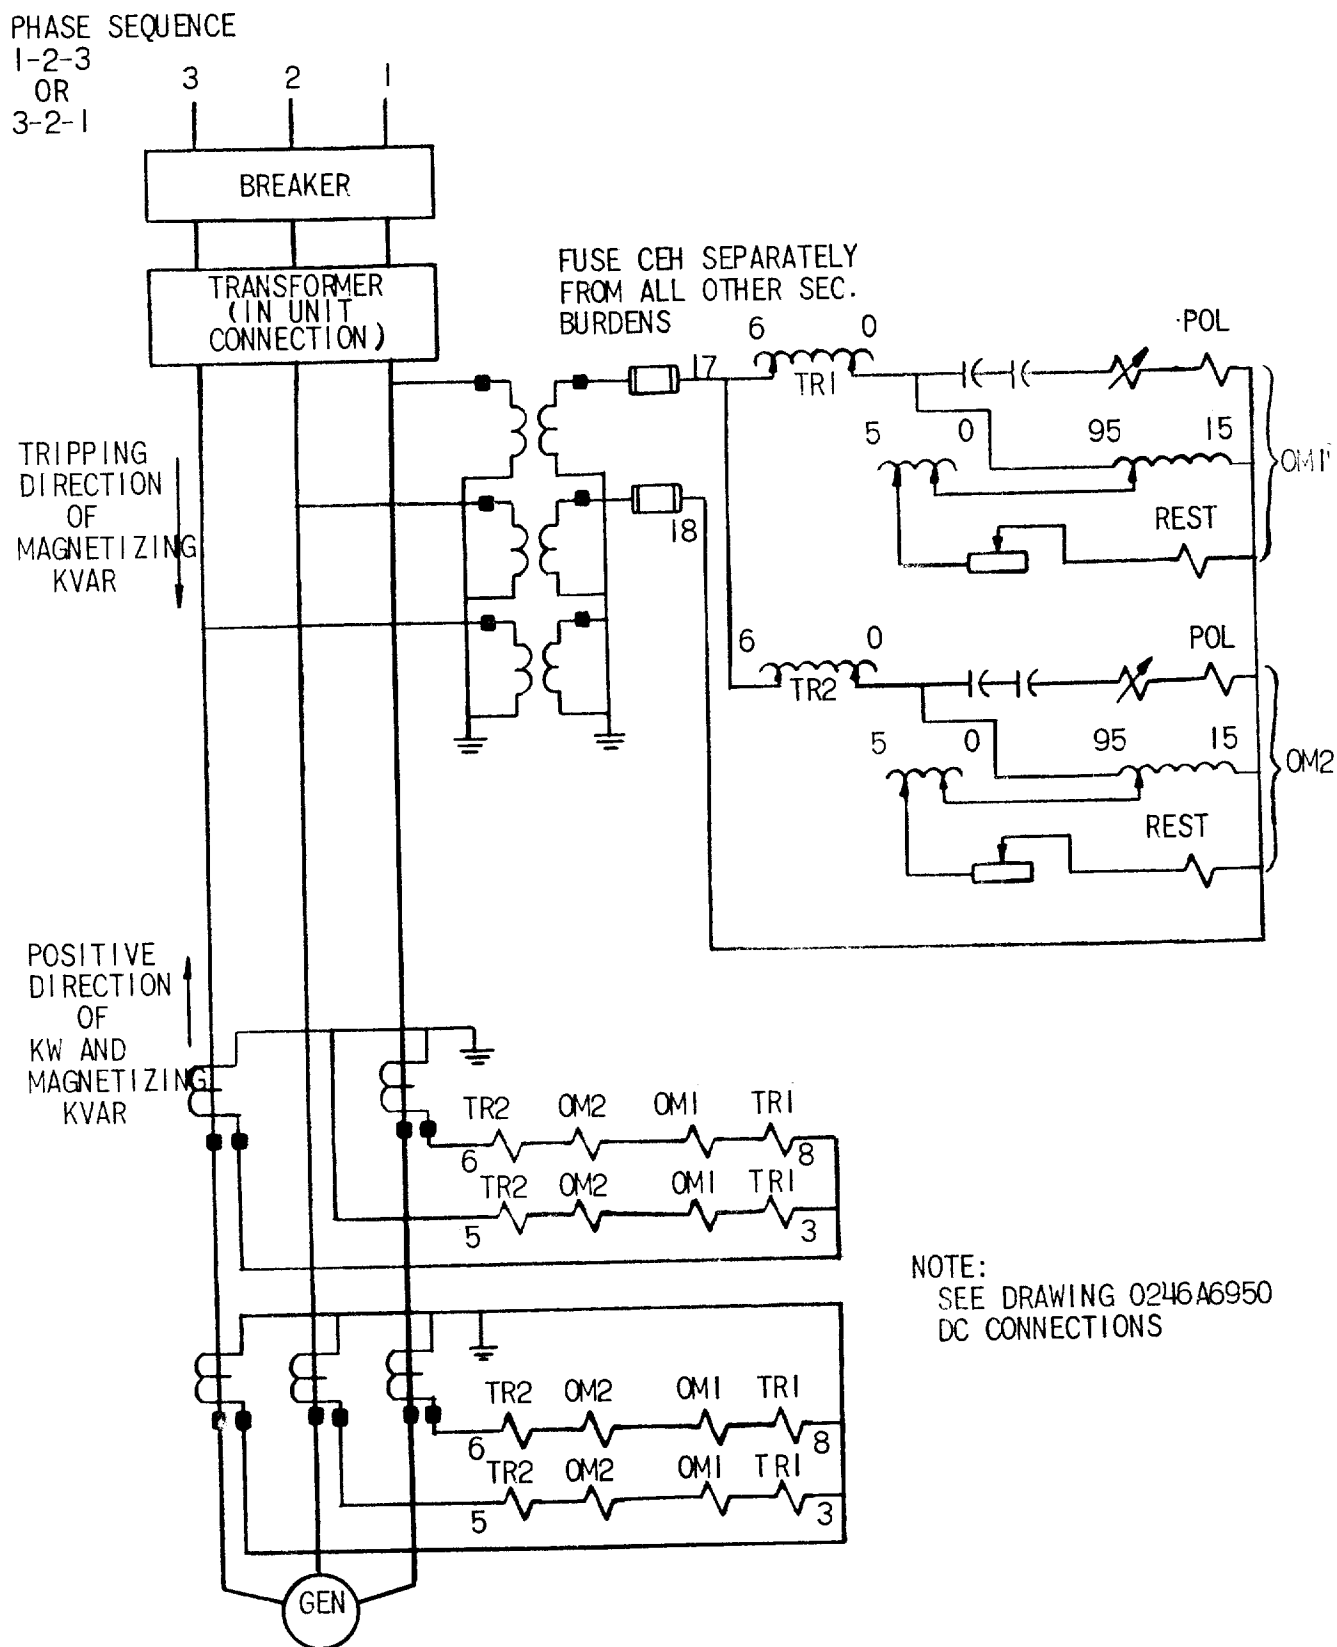 PHASE SEQUENCE
1-2-3
OR
3-2-1
3 2 1
BREAKER
TRANSFORMER
(IN UNIT
CONNECTION)
FUSE CEH SEPARATELY
FROM ALL OTHER SEC.
BURDENS
6 0
POL
17
TR1
5 0 95 15
OM1
18
REST
TRIPPING
DIRECTION
OF
MAGNETIZING
KVAR
6 0
POL
TR2
5 0 95 15
OM2
REST
POSITIVE
DIRECTION
OF
KW AND
MAGNETIZING
KVAR
TR2 OM2 OM1 TR1
6 8
TR2 OM2 OM1 TR1
5 3
NOTE:
SEE DRAWING 0246A6950
DC CONNECTIONS
TR2 OM2 OM1 TR1
6 8
TR2 OM2 OM1 TR1
5 3
GEN